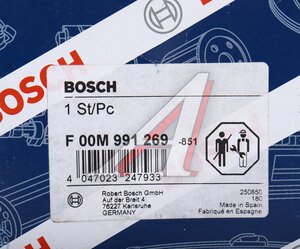 BOSCH
BOSCH
1 St/Pc
F 00M 991 269 -851
4 047023 247933
Robert Bosch GmbH
Auf der Breit 4
76227 Karlsruhe
GERMANY
250850
180
Made in Spain
Fabriqué en Espagne